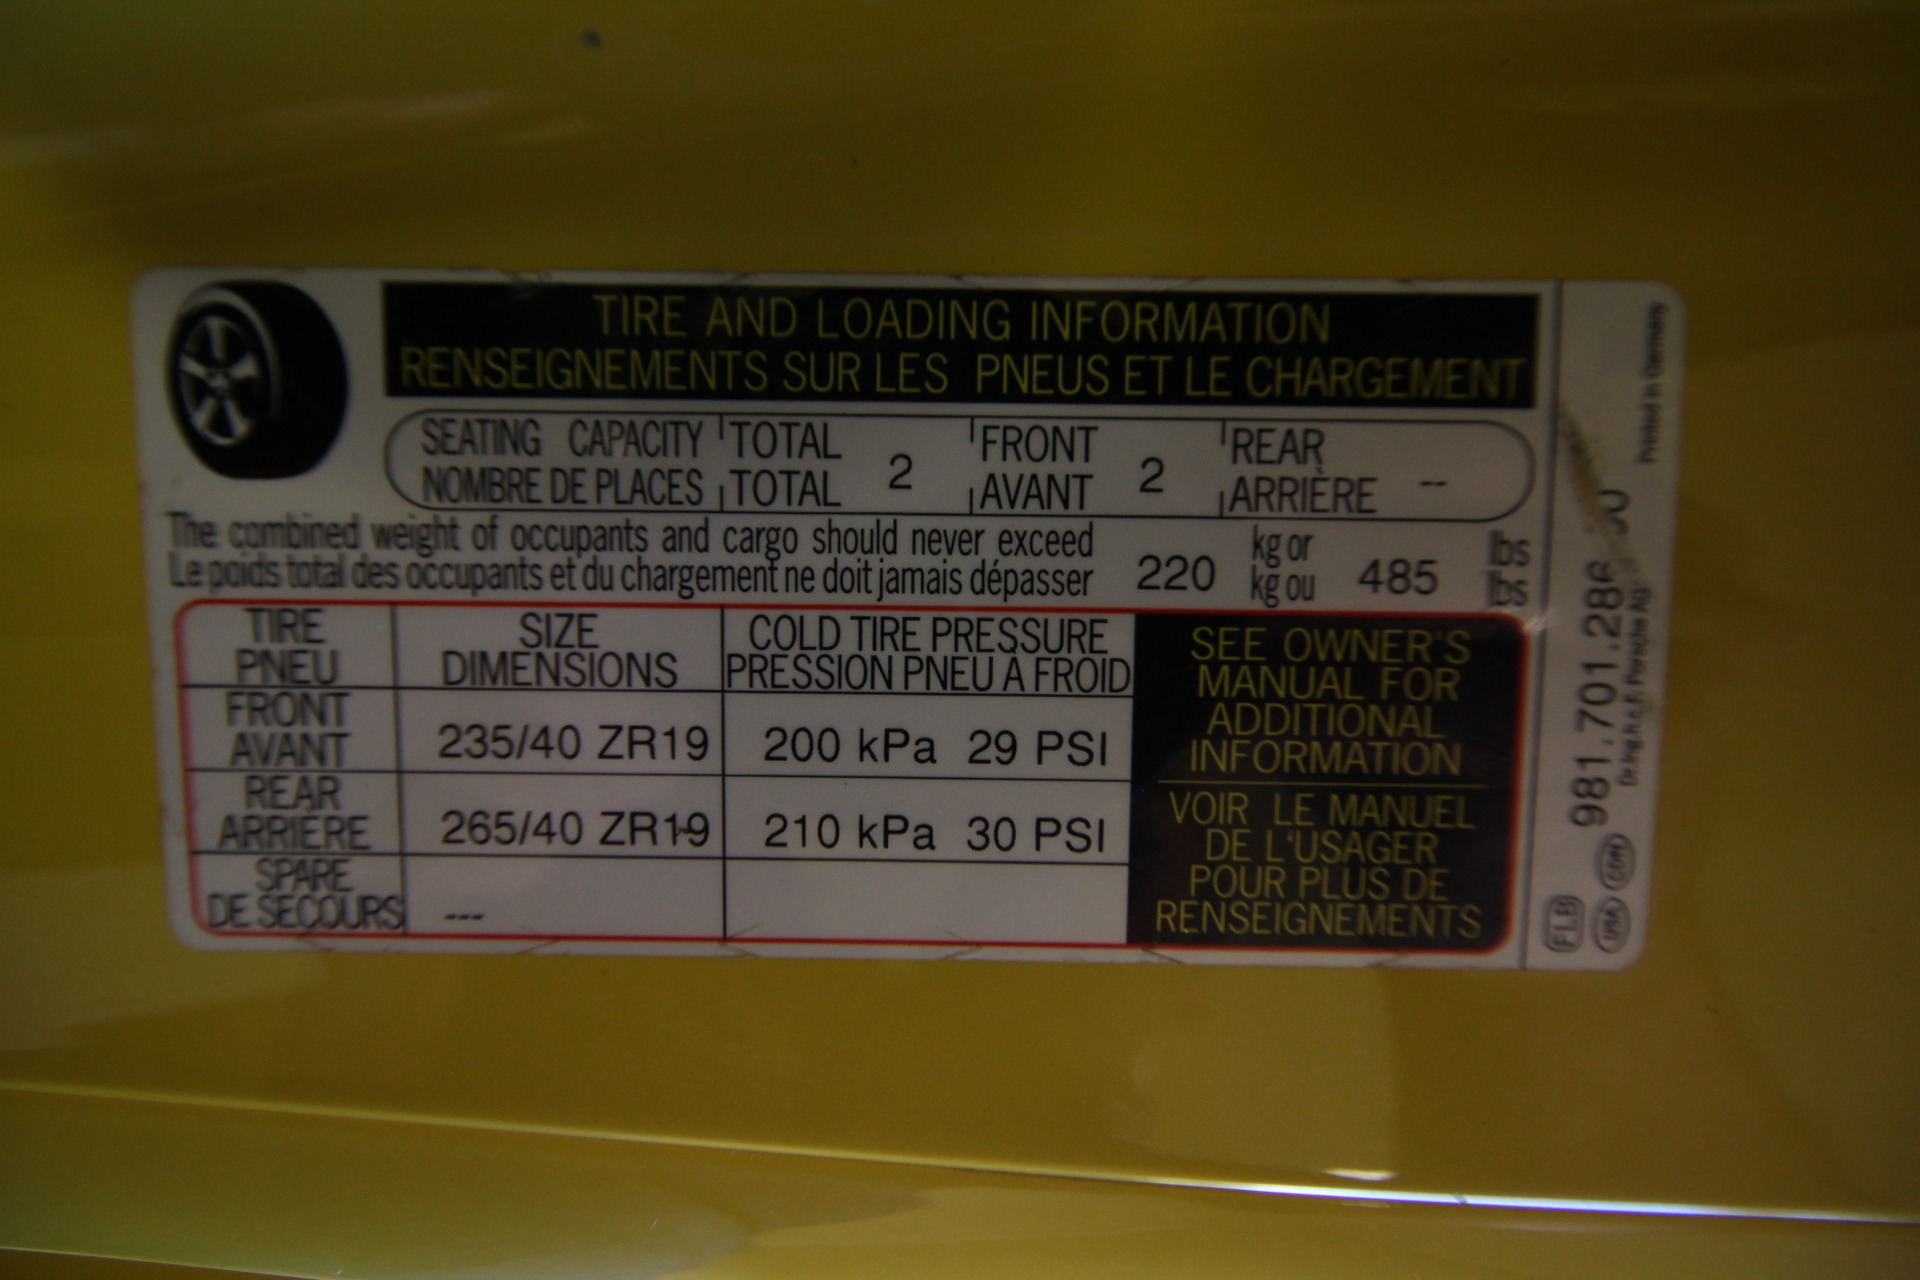 TIRE AND LOADING INFORMATION
RENSEIGNEMENTS SUR LES PNEUS ET LE CHARGEMENT
SEATING CAPACITY TOTAL FRONT REAR
NOMBRE DE PLACES TOTAL 2 AVANT 2 ARRIÈRE --
The combined weight of occupants and cargo should never exceed 220 kg or 485 lbs
Le poids total des occupants et du chargement ne doit jamais dépasser kg ou lbs
TIRE SIZE COLD TIRE PRESSURE
PNEU DIMENSIONS PRESSION PNEU À FROID
FRONT
AVANT 235/40 ZR19 200 kPa 29 PSI
REAR
ARRIÈRE 265/40 ZR19 210 kPa 30 PSI
SPARE
DE SECOURS ---
SEE OWNER'S
MANUAL FOR
ADDITIONAL
INFORMATION
VOIR LE MANUEL
DE L'USAGER
POUR PLUS DE
RENSEIGNEMENTS
981.701.286
Printed in Germany
Dr.Ing.h.c.F. Porsche AG
FLB
USA
CDN